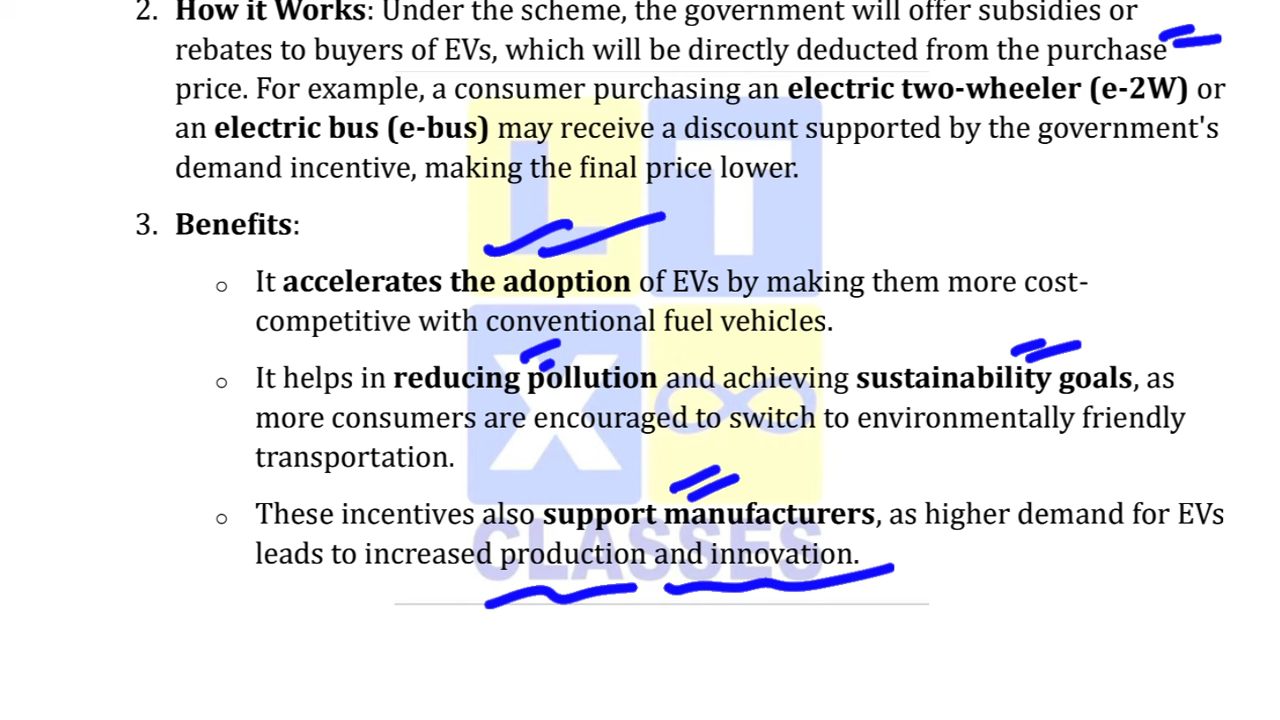 2. How it Works: Under the scheme, the government will offer subsidies or
rebates to buyers of EVs, which will be directly deducted from the purchase
price. For example, a consumer purchasing an electric two-wheeler (e-2W) or
an electric bus (e-bus) may receive a discount supported by the government's
demand incentive, making the final price lower.
3. Benefits:
○ It accelerates the adoption of EVs by making them more cost-
competitive with conventional fuel vehicles.
○ It helps in reducing pollution and achieving sustainability goals, as
more consumers are encouraged to switch to environmentally friendly
transportation.
○ These incentives also support manufacturers, as higher demand for EVs
leads to increased production and innovation.
L T
X ∞
CLASSES